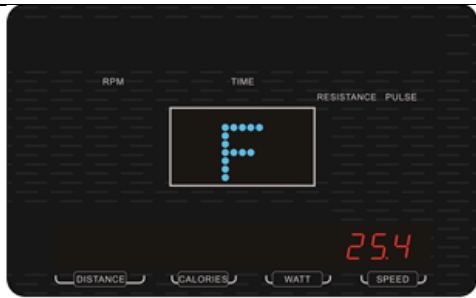 RPM TIME
RESISTANCE PULSE
F
25.4
DISTANCE CALORIES WATT SPEED